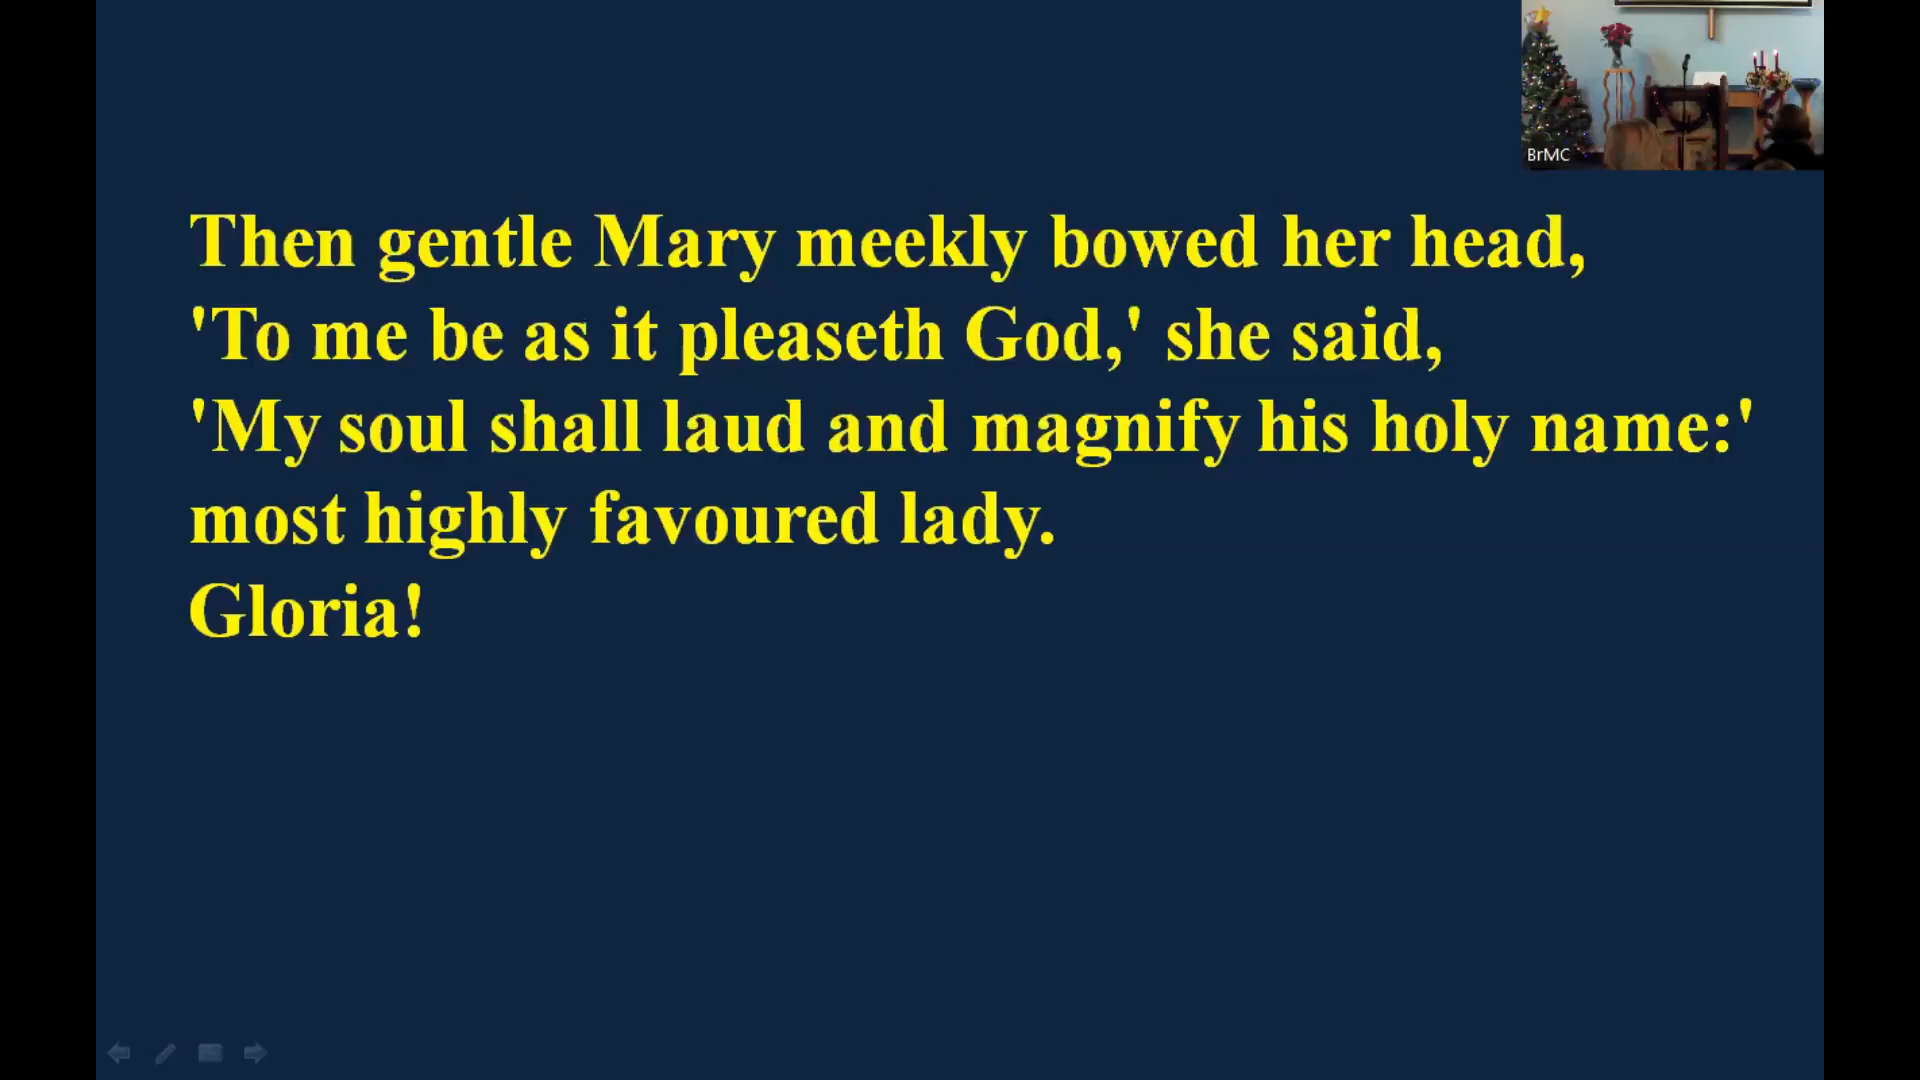 BrMC
Then gentle Mary meekly bowed her head,
'To me be as it pleaseth God,' she said,
'My soul shall laud and magnify his holy name:'
most highly favoured lady.
Gloria!